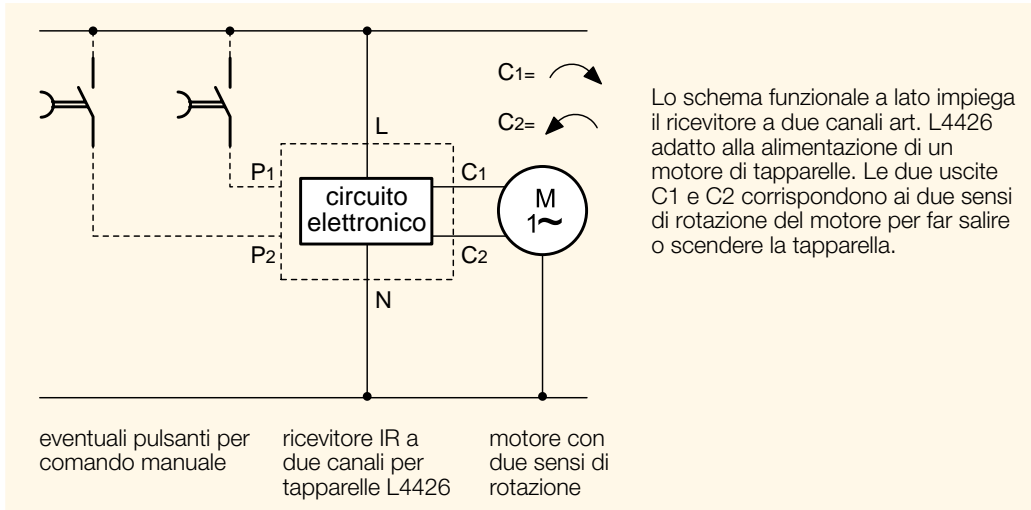 C1=
C2=
L
P1
C1
circuito
elettronico
M
1~
P2
C2
N
Lo schema funzionale a lato impiega
il ricevitore a due canali art. L4426
adatto alla alimentazione di un
motore di tapparelle. Le due uscite
C1 e C2 corrispondono ai due sensi
di rotazione del motore per far salire
o scendere la tapparella.
eventuali pulsanti per
comando manuale
ricevitore IR a
due canali per
tapparelle L4426
motore con
due sensi di
rotazione